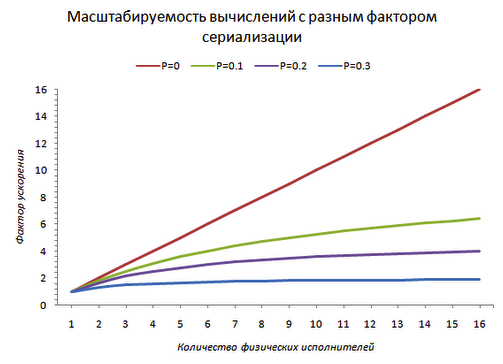 Масштабируемость вычислений с разным фактором
сериализации
P=0 P=0.1 P=0.2 P=0.3
Фактор ускорения
16
14
12
10
8
6
4
2
0
1 2 3 4 5 6 7 8 9 10 11 12 13 14 15 16
Количество физических исполнителей